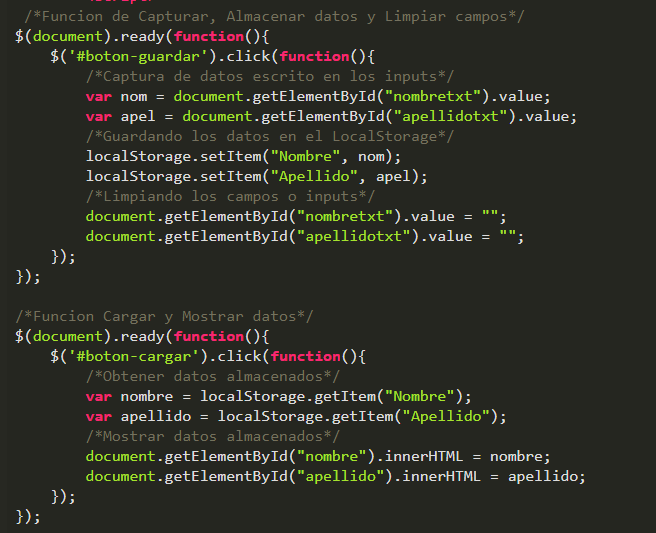 /*Funcion de Capturar, Almacenar datos y Limpiar campos*/
$(document).ready(function(){
    $('#boton-guardar').click(function(){
        /*Captura de datos escrito en los inputs*/
        var nom = document.getElementById("nombretxt").value;
        var apel = document.getElementById("apellidotxt").value;
        /*Guardando los datos en el LocalStorage*/
        localStorage.setItem("Nombre", nom);
        localStorage.setItem("Apellido", apel);
        /*Limpiando los campos o inputs*/
        document.getElementById("nombretxt").value = "";
        document.getElementById("apellidotxt").value = "";
    });
});

/*Funcion Cargar y Mostrar datos*/
$(document).ready(function(){
    $('#boton-cargar').click(function(){
        /*Obtener datos almacenados*/
        var nombre = localStorage.getItem("Nombre");
        var apellido = localStorage.getItem("Apellido");
        /*Mostrar datos almacenados*/
        document.getElementById("nombre").innerHTML = nombre;
        document.getElementById("apellido").innerHTML = apellido;
    });
});